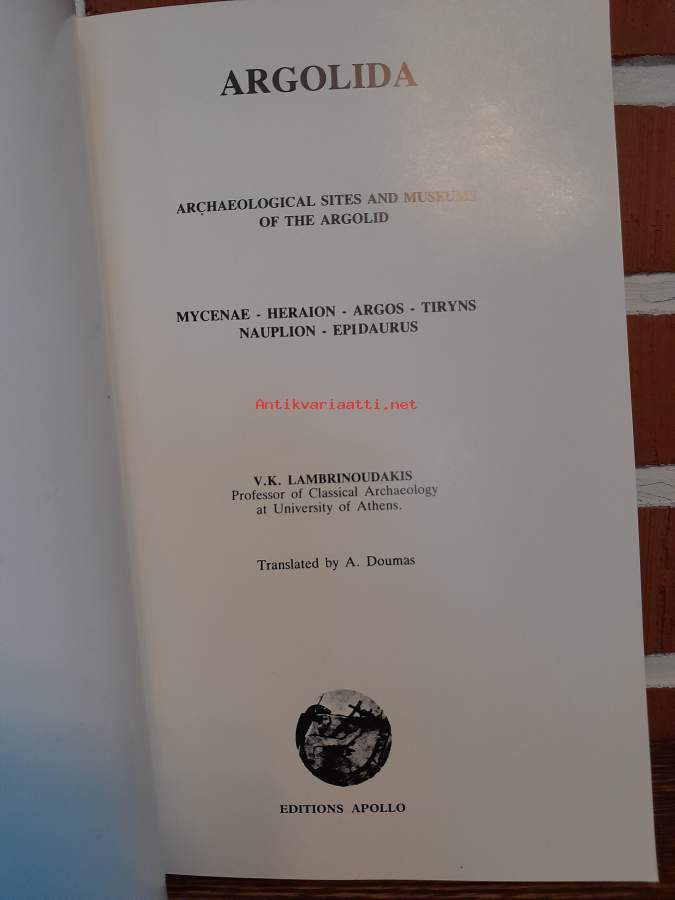 ARGOLIDA
ARCHAEOLOGICAL SITES AND MUSEUMS
OF THE ARGOLID
MYCENAE - HERAION - ARGOS - TIRYNS
NAUPLION - EPIDAURUS
Antikvariaatti.net
V.K. LAMBRINOUDAKIS
Professor of Classical Archaeology
at University of Athens.
Translated by A. Doumas
EDITIONS APOLLO